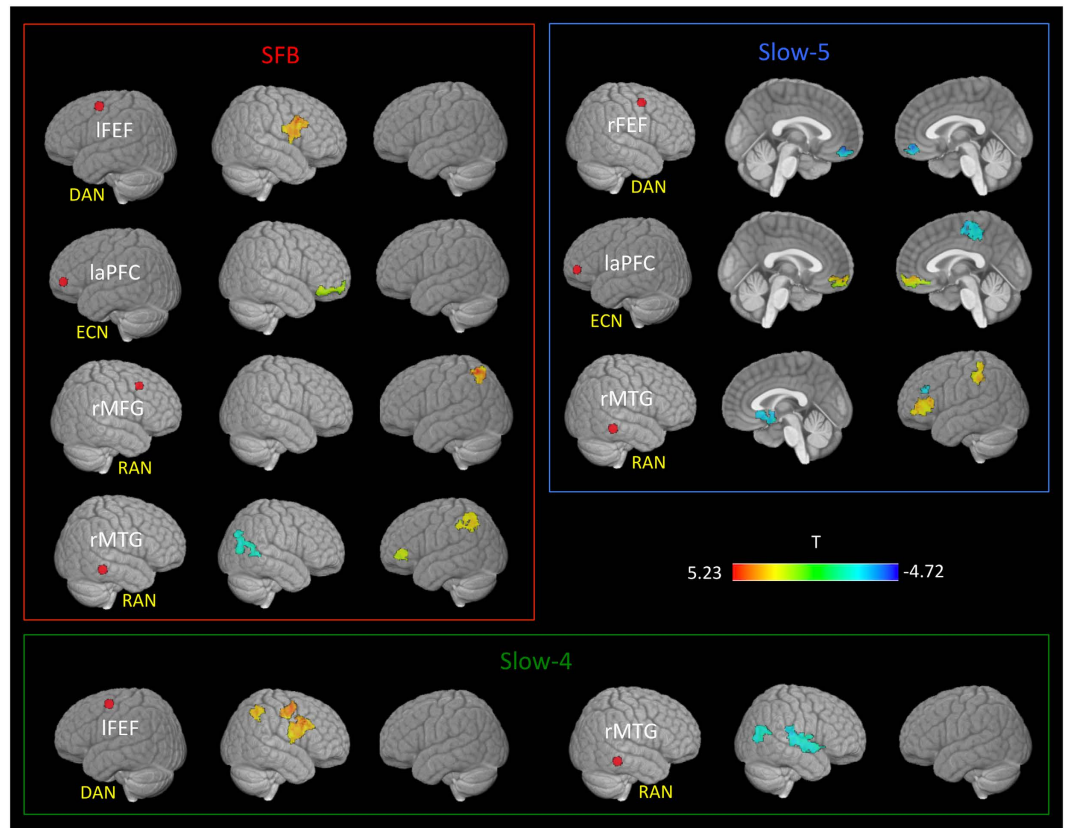 SFB
lFEF
DAN
laPFC
ECN
rMFG
RAN
rMTG
RAN
Slow-5
rFEF
DAN
laPFC
ECN
rMTG
RAN
T
5.23 -4.72
Slow-4
lFEF
DAN
rMTG
RAN